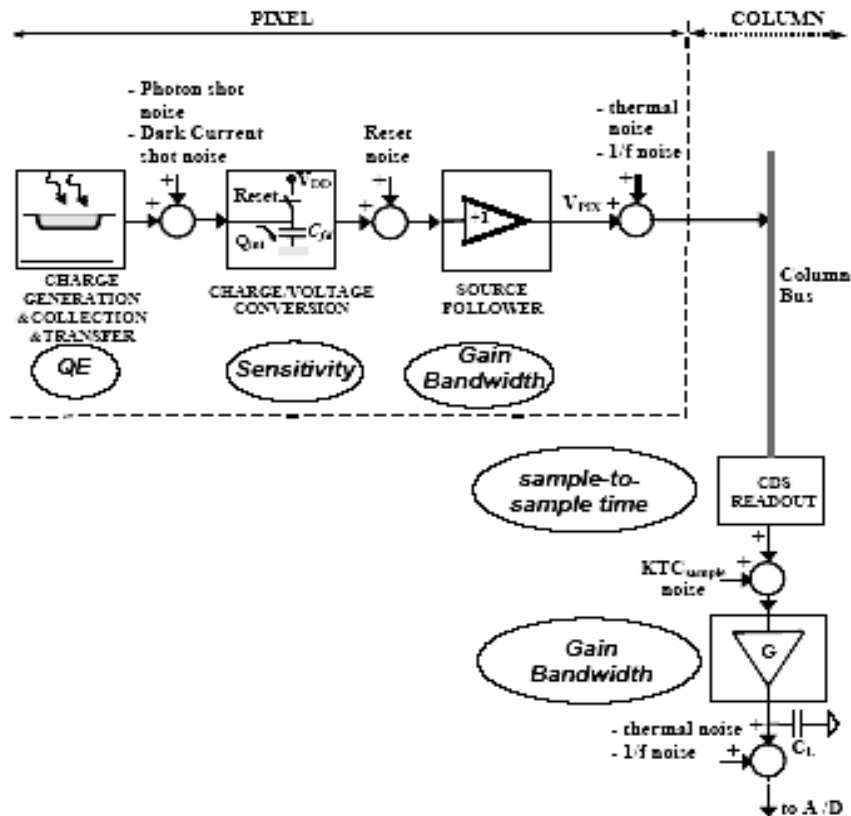 PIXEL
COLUMN
- Photon shot
noise
- Dark Current
shot noise
Reset
noise
- thermal
noise
- 1/f noise
+
+
+
+
Reset
VDD
Qint
Cfd
+1
VPIX
+
+
CHARGE
GENERATION
&COLLECTION
&TRANSFER
CHARGE/VOLTAGE
CONVERSION
SOURCE
FOLLOWER
Column
Bus
QE
Sensitivity
Gain
Bandwidth
sample-to-
sample time
CDS
READOUT
+
+
KTCsample
noise
Gain
Bandwidth
G
- thermal noise
- 1/f noise
+
+
CL
to A/D